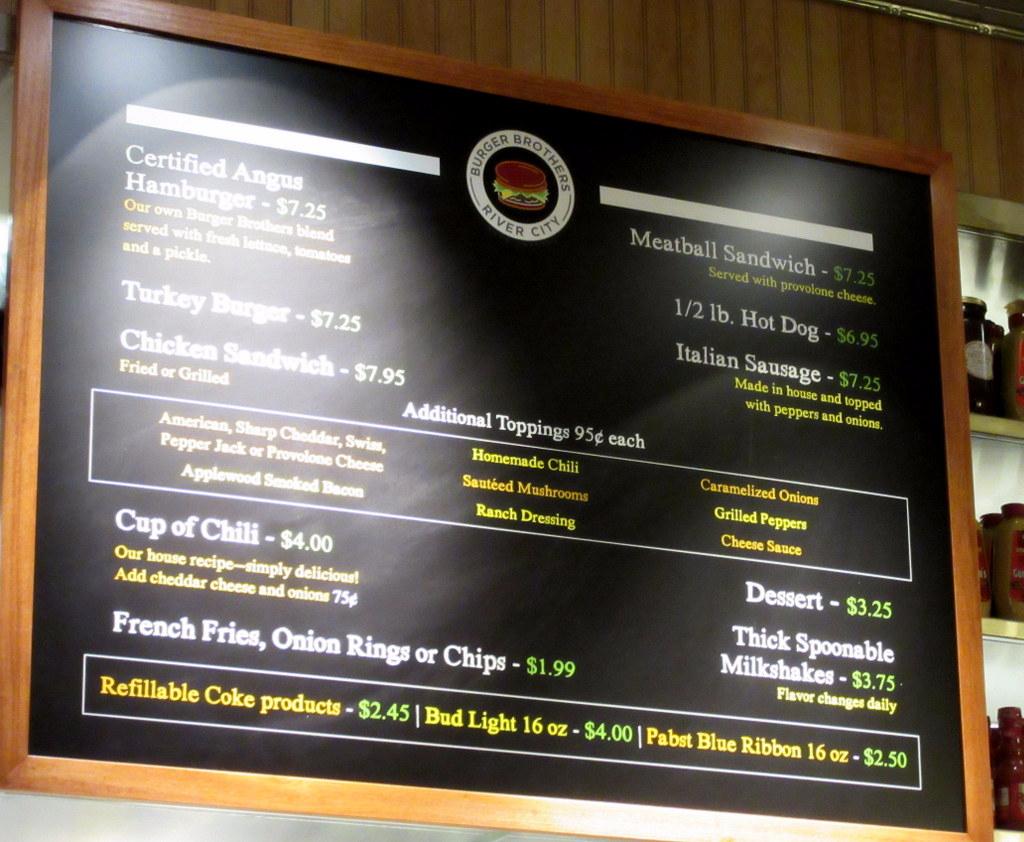 BURGER BROTHERS
RIVER CITY
Certified Angus
Hamburger - $7.25
Our own Burger Brothers blend
served with fresh lettuce, tomatoes
and a pickle.
Turkey Burger - $7.25
Chicken Sandwich - $7.95
Fried or Grilled
Meatball Sandwich - $7.25
Served with provolone cheese.
1/2 lb. Hot Dog - $6.95
Italian Sausage - $7.25
Made in house and topped
with peppers and onions.
Additional Toppings 95¢ each
American, Sharp Cheddar, Swiss,
Pepper Jack or Provolone Cheese
Applewood Smoked Bacon
Homemade Chili
Sautéed Mushrooms
Ranch Dressing
Caramelized Onions
Grilled Peppers
Cheese Sauce
Cup of Chili - $4.00
Our house recipe—simply delicious!
Add cheddar cheese and onions 75¢
French Fries, Onion Rings or Chips - $1.99
Dessert - $3.25
Thick Spoonable
Milkshakes - $3.75
Flavor changes daily
Refillable Coke products - $2.45 | Bud Light 16 oz - $4.00 | Pabst Blue Ribbon 16 oz - $2.50